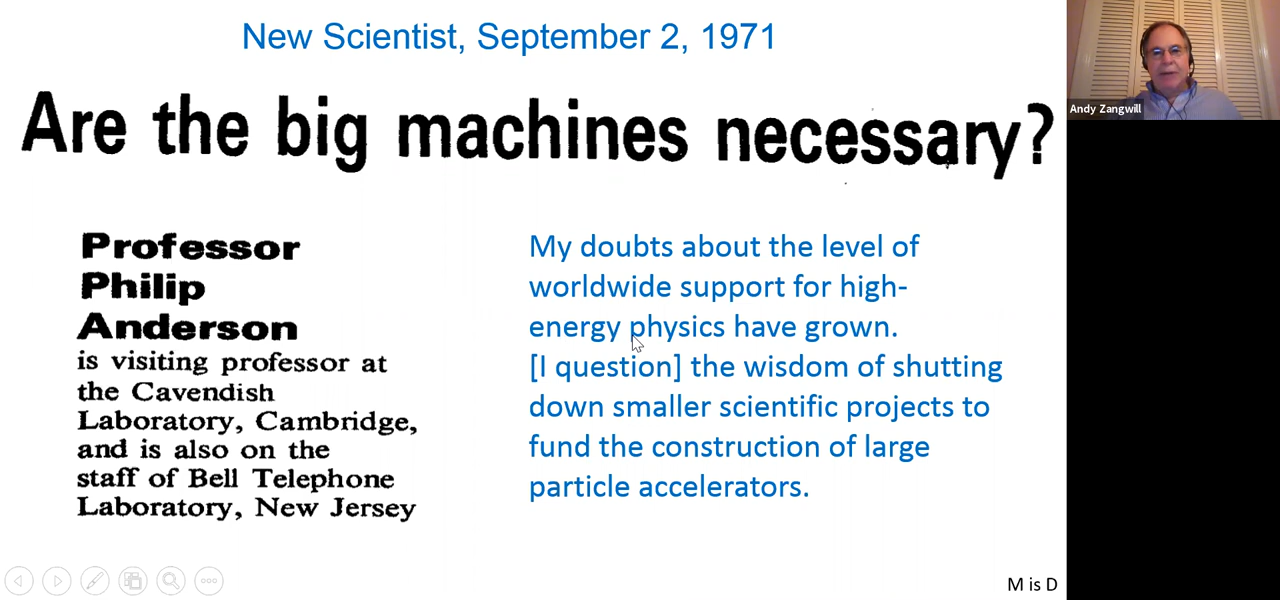 New Scientist, September 2, 1971
Are the big machines necessary?
Andy Zangwill
Professor
Philip
Anderson
is visiting professor at
the Cavendish
Laboratory, Cambridge,
and is also on the
staff of Bell Telephone
Laboratory, New Jersey
My doubts about the level of
worldwide support for high-
energy physics have grown.
[I question] the wisdom of shutting
down smaller scientific projects to
fund the construction of large
particle accelerators.
M is D